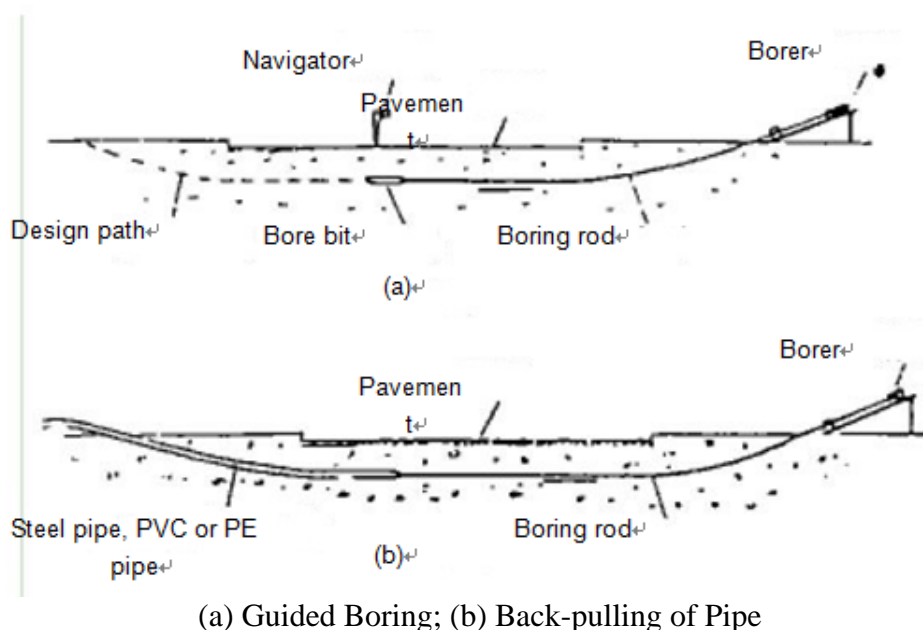 Navigator↵
Borer↵
Pavemen
t↵
Design path↵
Bore bit↵
Boring rod↵
(a)↵
Borer↵
Pavemen
t↵
Steel pipe, PVC or PE
pipe↵
Boring rod↵
(b)↵
(a) Guided Boring; (b) Back-pulling of Pipe